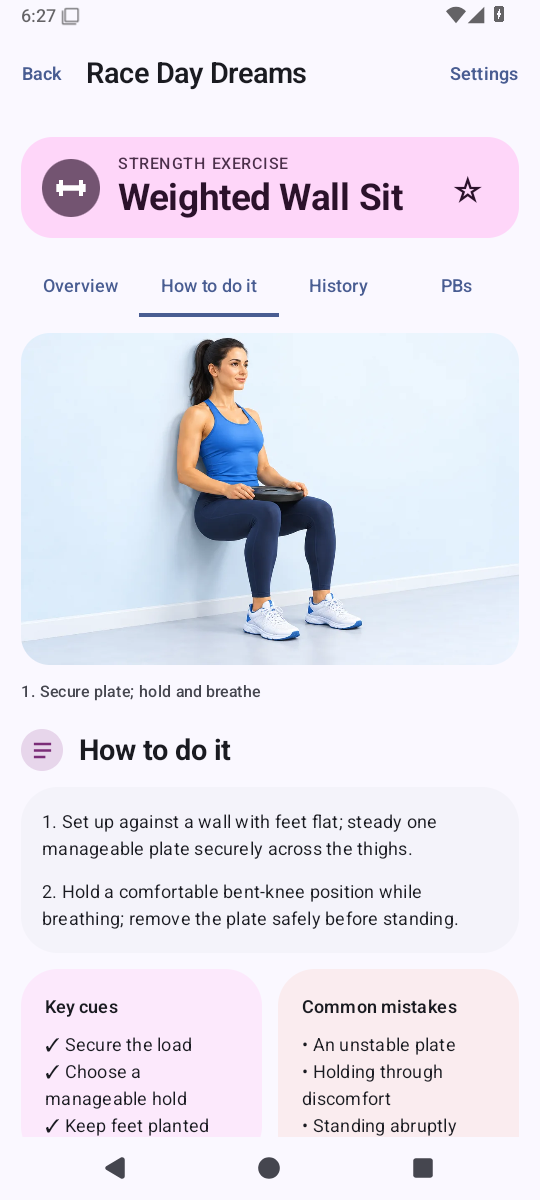 6:27
Back
Race Day Dreams
Settings
STRENGTH EXERCISE
Weighted Wall Sit
Overview
How to do it
History
PBs
1. Secure plate; hold and breathe
How to do it
1. Set up against a wall with feet flat; steady one
manageable plate securely across the thighs.
2. Hold a comfortable bent-knee position while
breathing; remove the plate safely before standing.
Key cues
✓ Secure the load
✓ Choose a
manageable hold
✓ Keep feet planted
Common mistakes
• An unstable plate
• Holding through
discomfort
• Standing abruptly